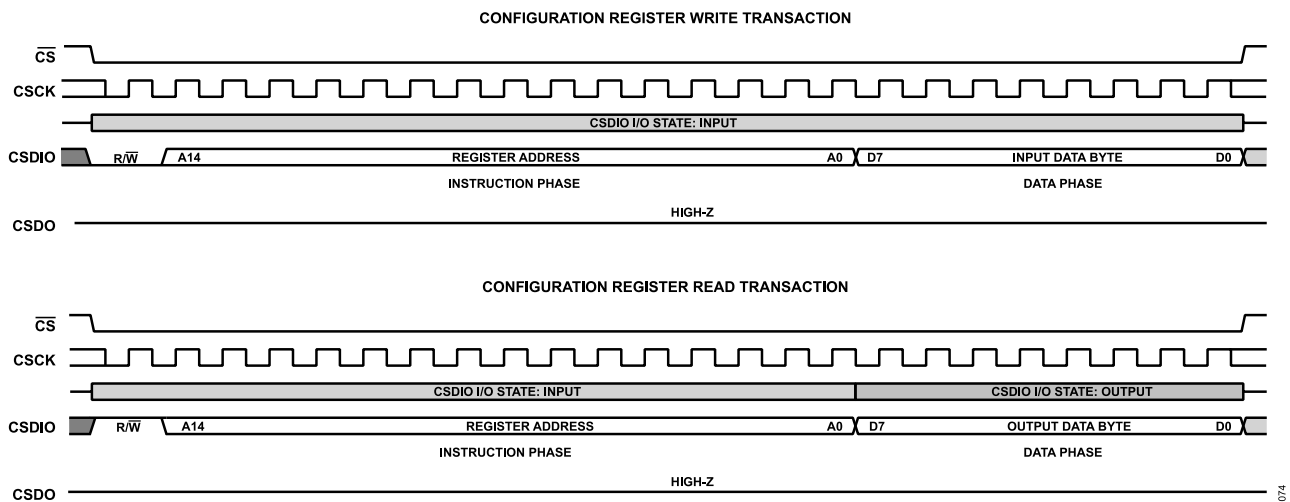 CONFIGURATION REGISTER WRITE TRANSACTION
CS
CSCK
CSDIO I/O STATE: INPUT
CSDIO R/W A14 REGISTER ADDRESS A0 D7 INPUT DATA BYTE D0
INSTRUCTION PHASE DATA PHASE
HIGH-Z
CSDO
CONFIGURATION REGISTER READ TRANSACTION
CS
CSCK
CSDIO I/O STATE: INPUT CSDIO I/O STATE: OUTPUT
CSDIO R/W A14 REGISTER ADDRESS A0 D7 OUTPUT DATA BYTE D0
INSTRUCTION PHASE DATA PHASE
HIGH-Z
CSDO
074